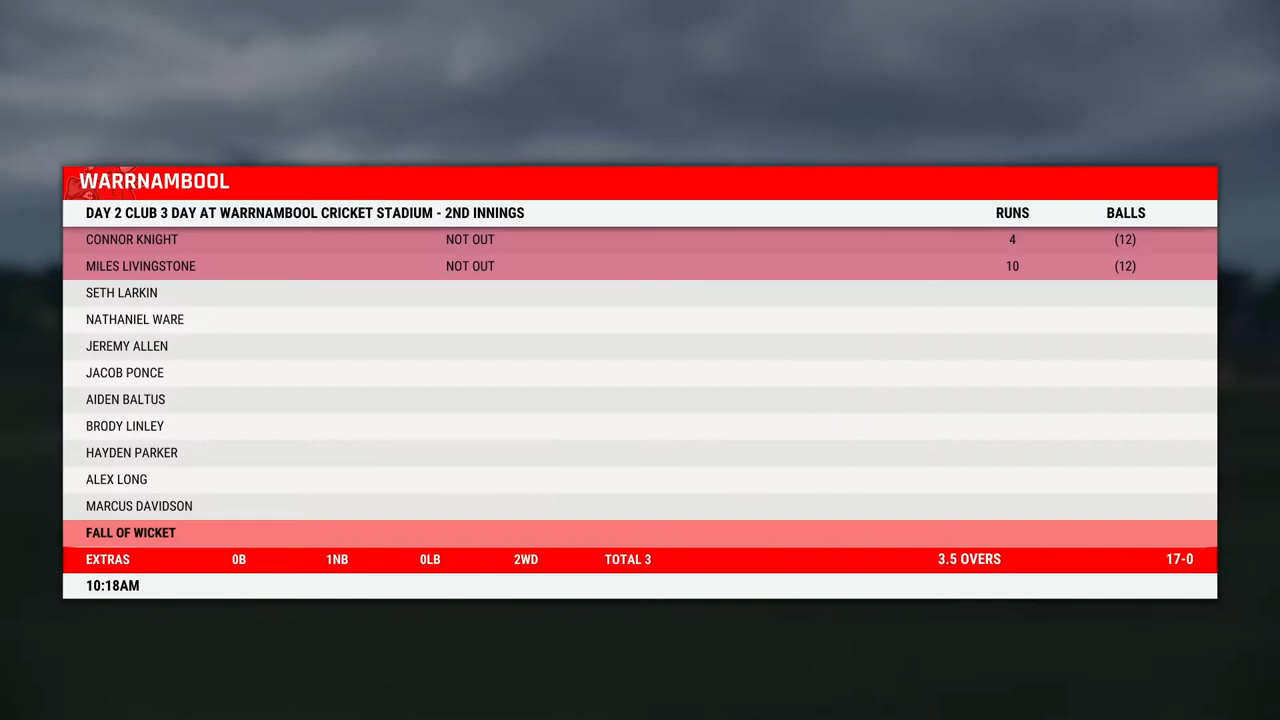 WARRNAMBOOL
DAY 2 CLUB 3 DAY AT WARRNAMBOOL CRICKET STADIUM - 2ND INNINGS RUNS BALLS
CONNOR KNIGHT NOT OUT 4 (12)
MILES LIVINGSTONE NOT OUT 10 (12)
SETH LARKIN
NATHANIEL WARE
JEREMY ALLEN
JACOB PONCE
AIDEN BALTUS
BRODY LINLEY
HAYDEN PARKER
ALEX LONG
MARCUS DAVIDSON
FALL OF WICKET
EXTRAS 0B 1NB 0LB 2WD TOTAL 3 3.5 OVERS 17-0
10:18AM